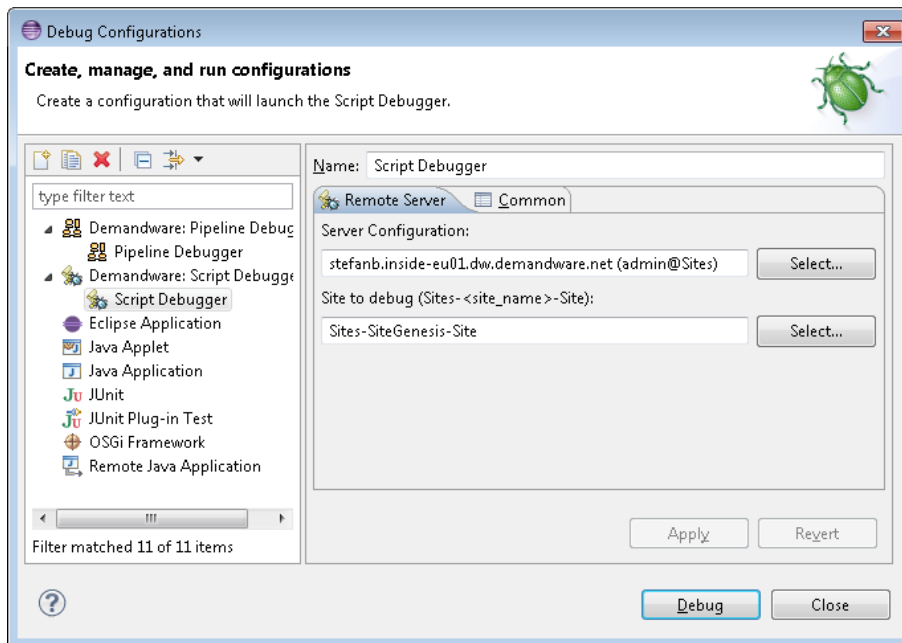 Debug Configurations
Create, manage, and run configurations
Create a configuration that will launch the Script Debugger.
type filter text
Demandware: Pipeline Debug
Pipeline Debugger
Demandware: Script Debugge
Script Debugger
Eclipse Application
Java Applet
Java Application
JUnit
JUnit Plug-in Test
OSGi Framework
Remote Java Application
Filter matched 11 of 11 items
Name: Script Debugger
Remote Server Common
Server Configuration:
stefanb.inside-eu01.dw.demandware.net (admin@Sites) Select...
Site to debug (Sites-<site_name>-Site):
Sites-SiteGenesis-Site Select...
Apply Revert
Debug Close